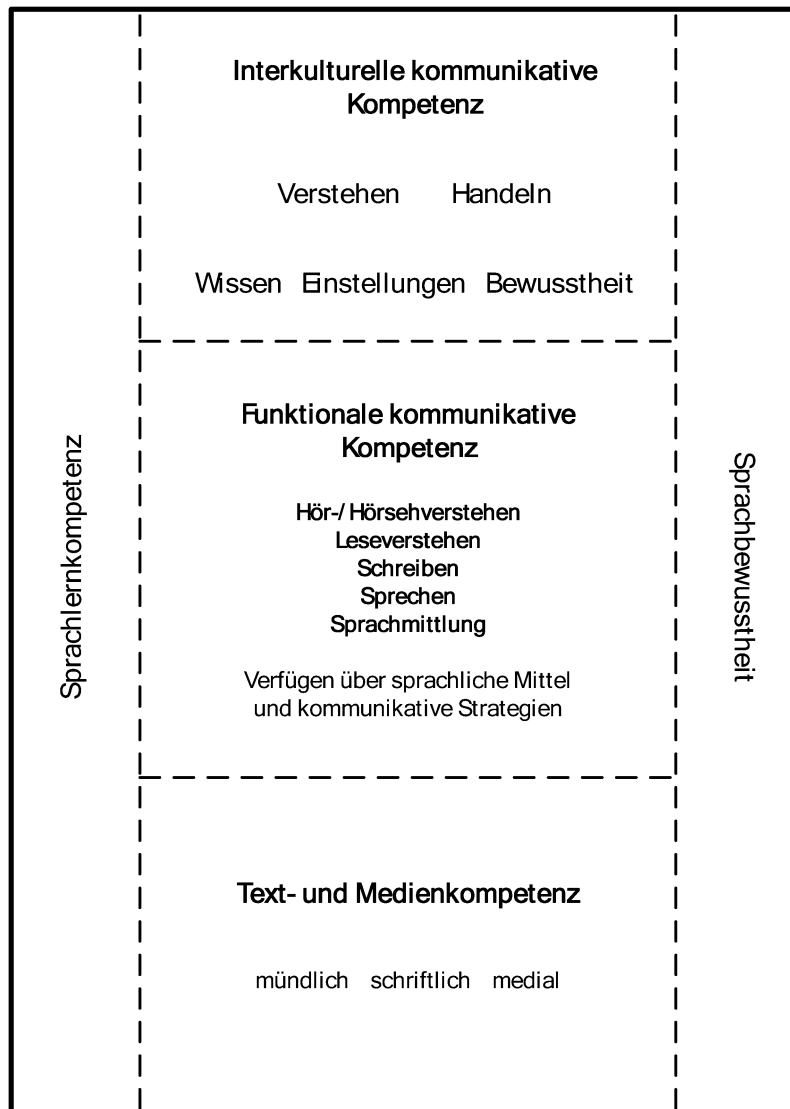 Interkulturelle kommunikative
Kompetenz
Verstehen Handeln
Wissen Einstellungen Bewusstheit
Funktionale kommunikative
Kompetenz
Hör-/ Hörsehverstehen
Leseverstehen
Schreiben
Sprechen
Sprachmittlung
Verfügen über sprachliche Mittel
und kommunikative Strategien
Text- und Medienkompetenz
mündlich schriftlich medial
Sprachlernkompetenz
Sprachbewusstheit